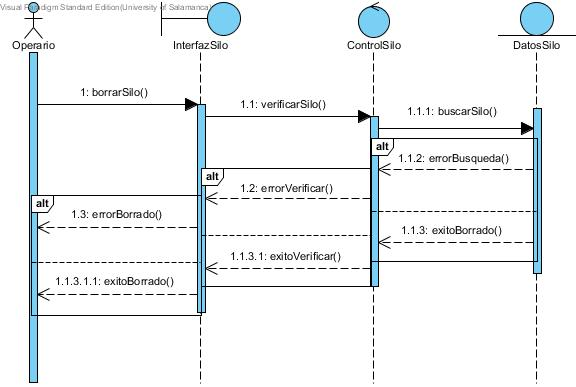 Visual Paradigm Standard Edition(University of Salamanca)
Operario
InterfazSilo
ControlSilo
DatosSilo
1: borrarSilo()
1.1: verificarSilo()
1.1.1: buscarSilo()
alt
1.1.2: errorBusqueda()
alt
1.2: errorVerificar()
alt
1.3: errorBorrado()
1.1.3: exitoBorrado()
1.1.3.1: exitoVerificar()
1.1.3.1.1: exitoBorrado()